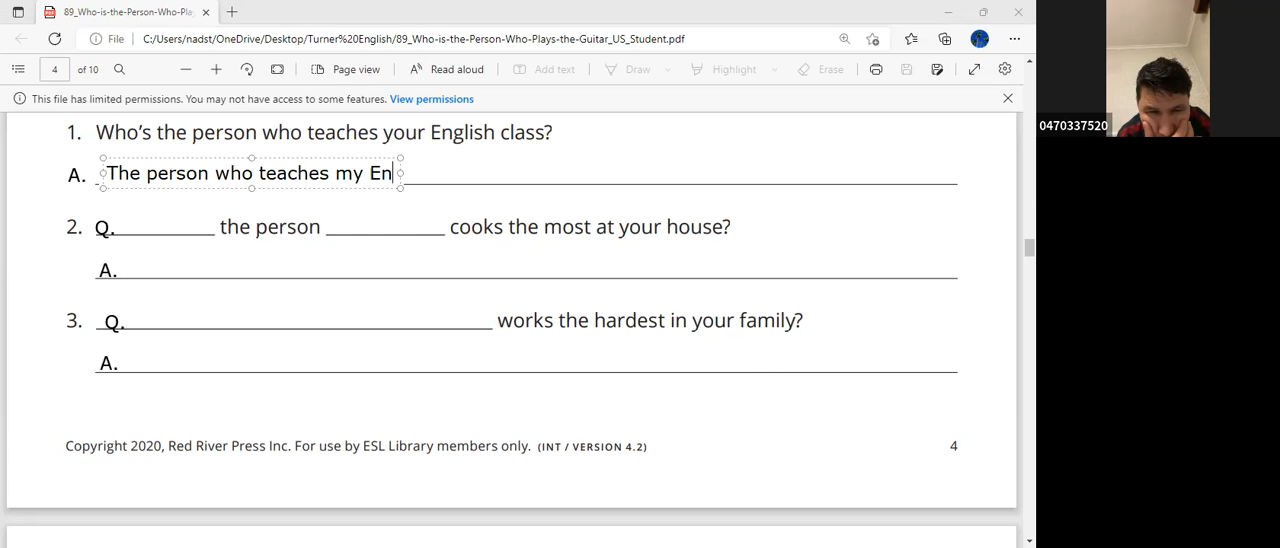 89_Who-is-the-Person-Who-Pla
File C:/Users/nadst/OneDrive/Desktop/Turner%20English/89_Who-is-the-Person-Who-Plays-the-Guitar_US_Student.pdf
4 of 10 Page view Read aloud Add text Draw Highlight Erase
This file has limited permissions. You may not have access to some features. View permissions
0470337520
1. Who's the person who teaches your English class?
A. The person who teaches my En
2. Q.__________ the person __________ cooks the most at your house?
A.
3. Q.__________ works the hardest in your family?
A.
Copyright 2020, Red River Press Inc. For use by ESL Library members only. (INT / VERSION 4.2) 4